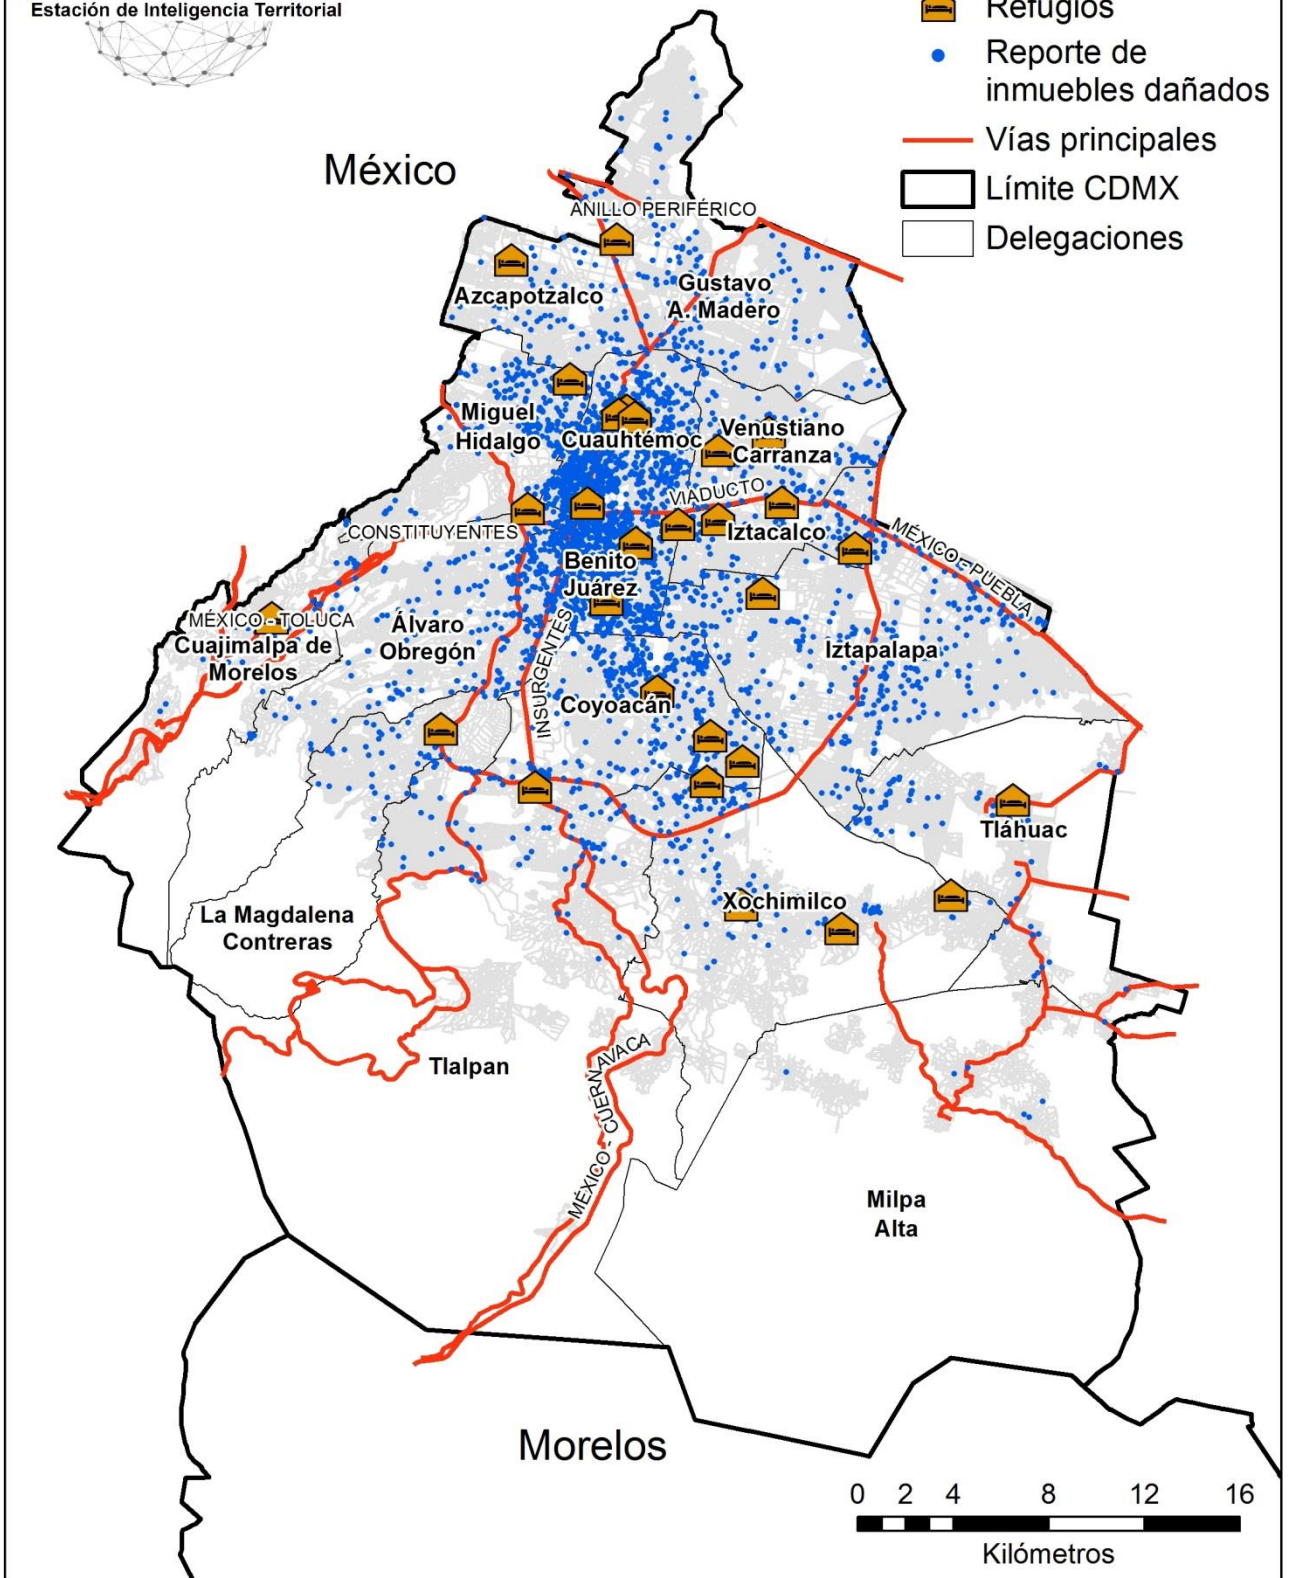 Estación de Inteligencia Territorial
Refugios
Reporte de
inmuebles dañados
Vías principales
Límite CDMX
Delegaciones
México
ANILLO PERIFÉRICO
Gustavo
A. Madero
Azcapotzalco
Miguel
Hidalgo
Cuauhtémoc
Venustiano
Carranza
VIADUCTO
Iztacalco
CONSTITUYENTES
MÉXICO - PUEBLA
Benito
Juárez
MÉXICO - TOLUCA
Cuajimalpa de
Morelos
Álvaro
Obregón
INSURGENTES
Iztapalapa
Coyoacán
Tláhuac
Xochimilco
La Magdalena
Contreras
Tlalpan
MÉXICO - CUERNAVACA
Milpa
Alta
Morelos
0 2 4 8 12 16
Kilómetros